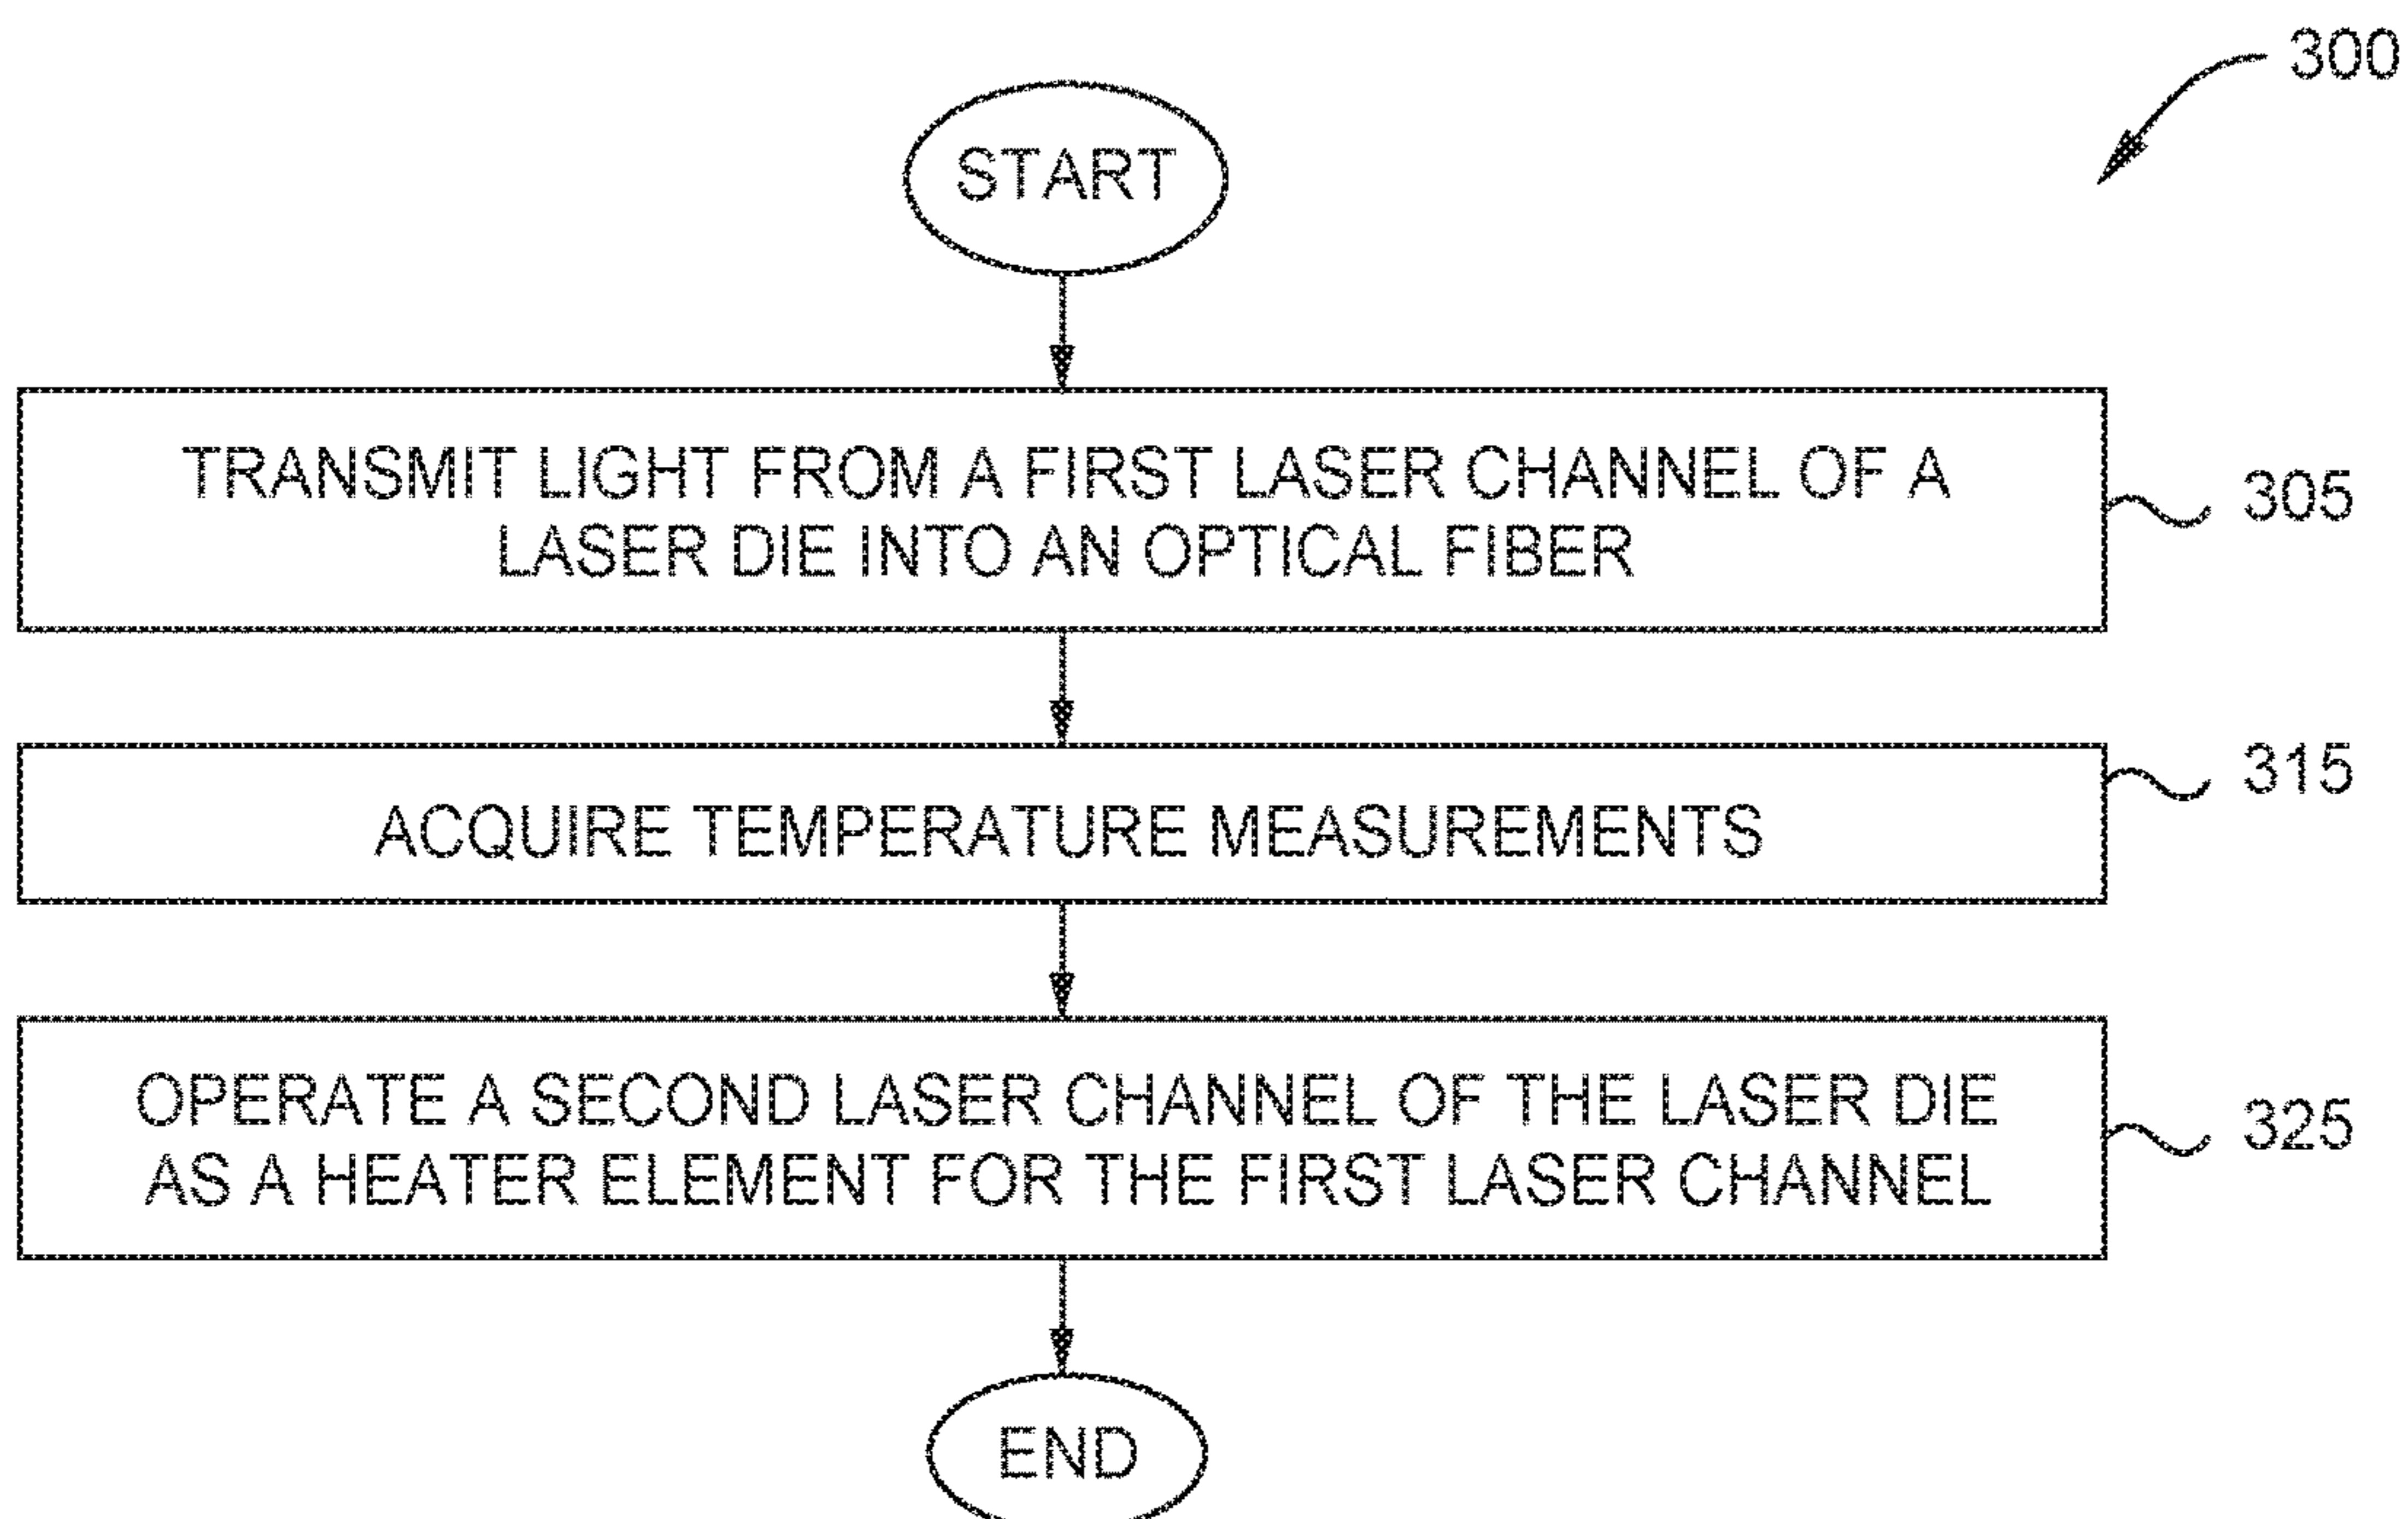 300
START
TRANSMIT LIGHT FROM A FIRST LASER CHANNEL OF A
LASER DIE INTO AN OPTICAL FIBER
305
ACQUIRE TEMPERATURE MEASUREMENTS
315
OPERATE A SECOND LASER CHANNEL OF THE LASER DIE
AS A HEATER ELEMENT FOR THE FIRST LASER CHANNEL
325
END